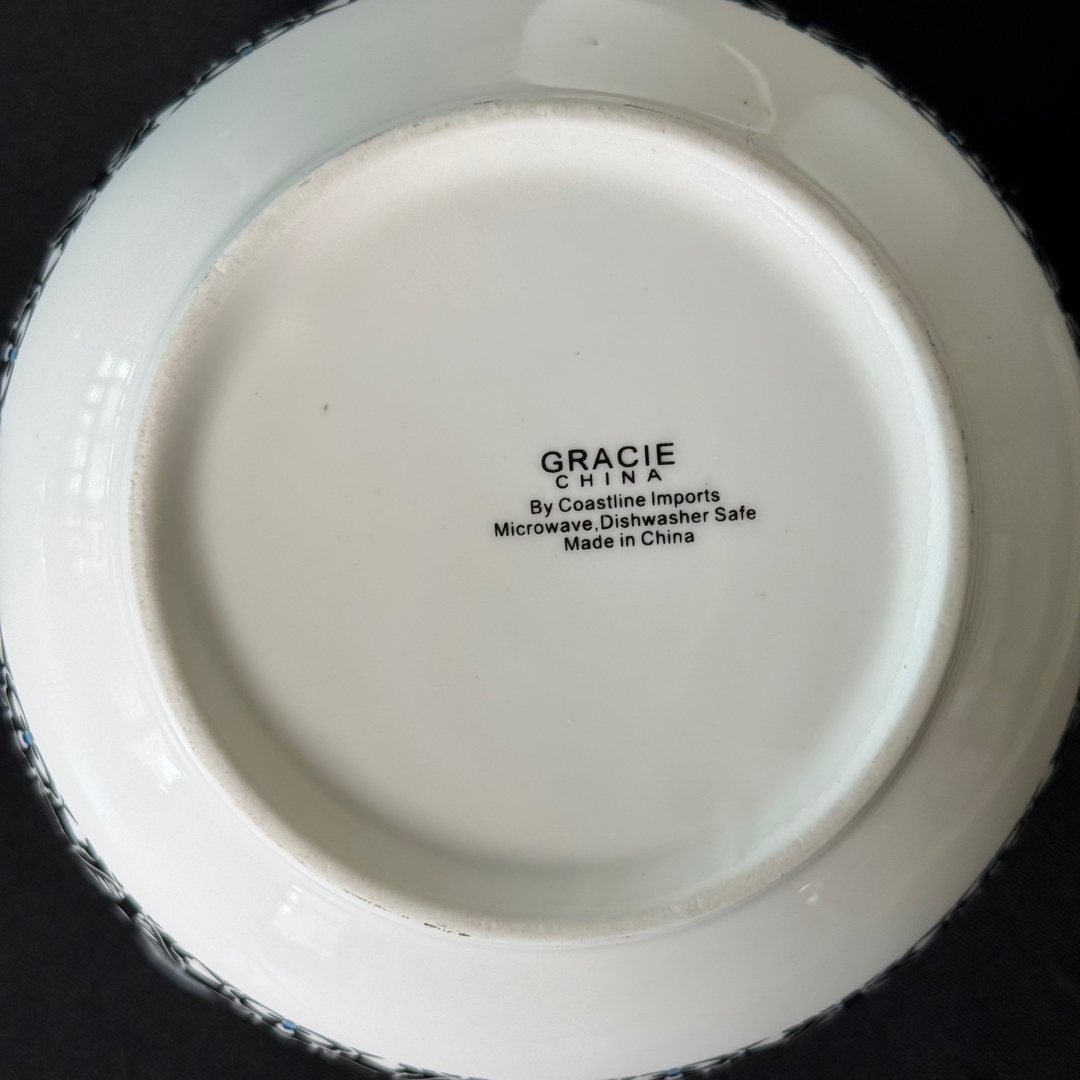 GRACIE
CHINA
By Coastline Imports
Microwave,Dishwasher Safe
Made in China